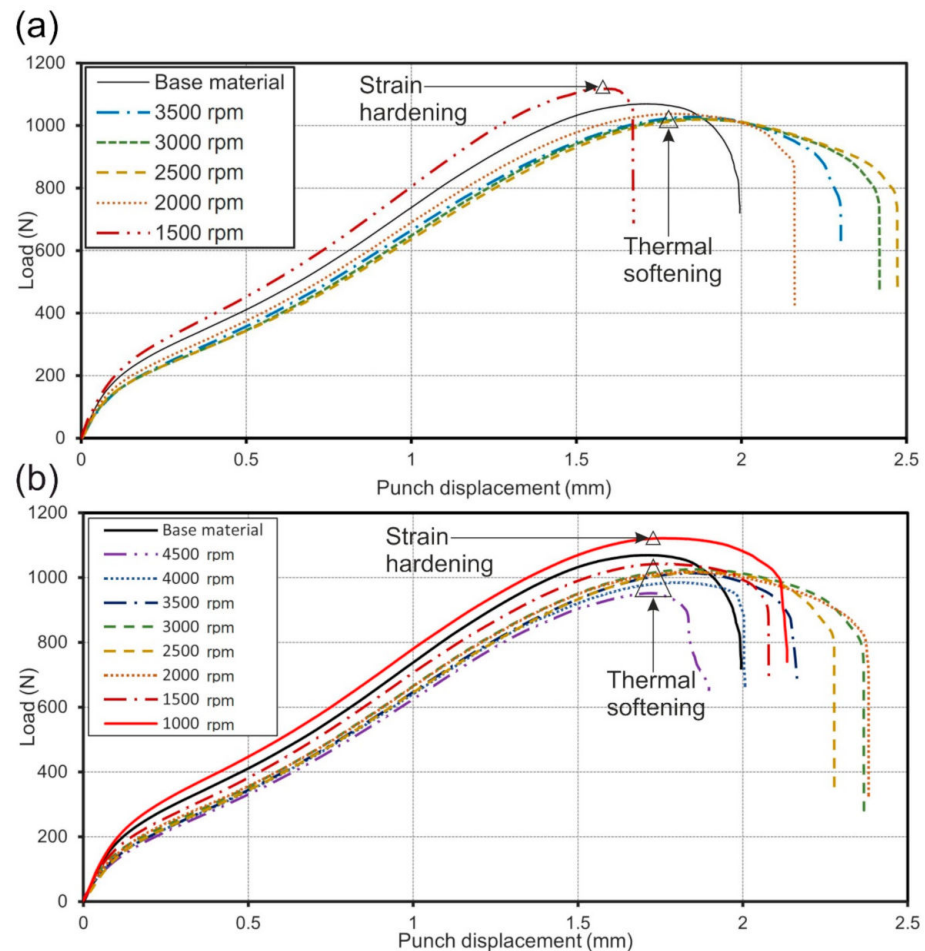 (a)
1200
1000
800
600
400
200
0
Load (N)
Base material
3500 rpm
3000 rpm
2500 rpm
2000 rpm
1500 rpm
Strain
hardening
Thermal
softening
0
0.5
1
1.5
2
2.5
Punch displacement (mm)
(b)
1200
1000
800
600
400
200
0
Load (N)
Base material
4500 rpm
4000 rpm
3500 rpm
3000 rpm
2500 rpm
2000 rpm
1500 rpm
1000 rpm
Strain
hardening
Thermal
softening
0
0.5
1
1.5
2
2.5
Punch displacement (mm)